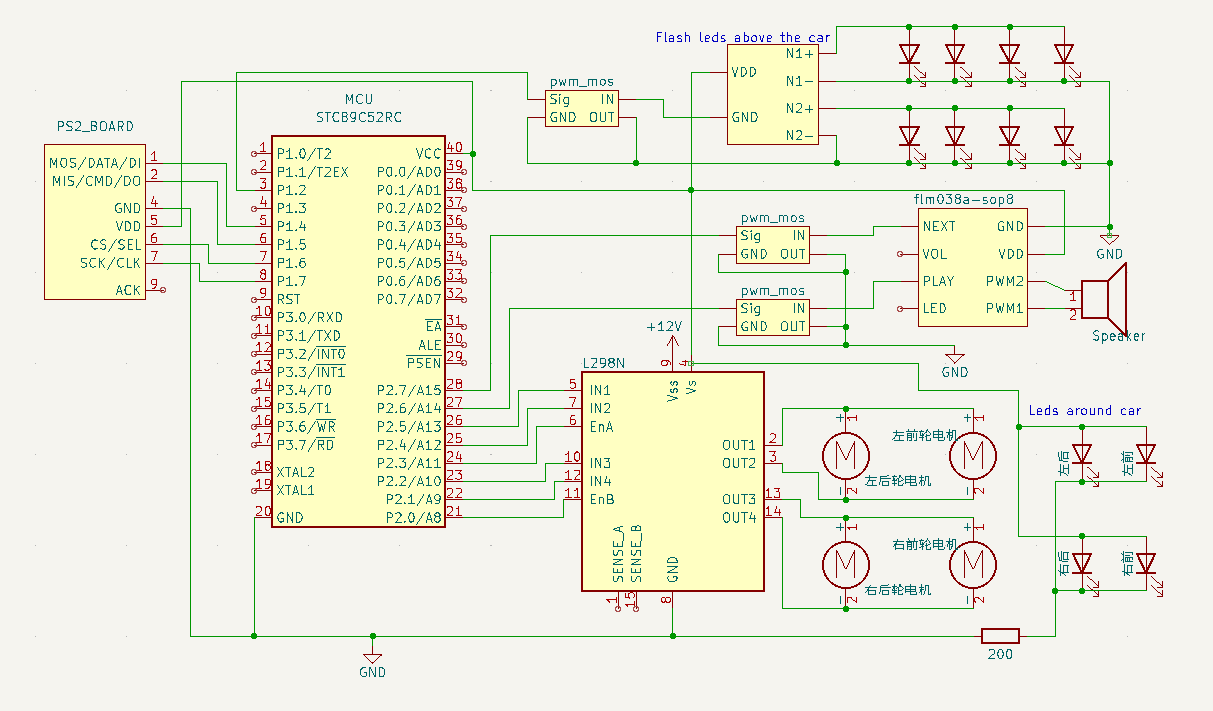 Flash leds above the car
N1+
VDD
N1-
N2+
GND
N2-
pwm_mos
Sig IN
GND OUT
MCU
STCB9C52RC
PS2_BOARD
MOS/DATA/DI 1
MIS/CMD/DO 2
GND 4
VDD 5
CS/SEL 6
SCK/CLK 7
ACK 9
1 P1.0/T2
2 P1.1/T2EX
3 P1.2
4 P1.3
5 P1.4
6 P1.5
7 P1.6
8 P1.7
9 RST
10 P3.0/RXD
11 P3.1/TXD
12 P3.2/INT0
13 P3.3/INT1
14 P3.4/T0
15 P3.5/T1
16 P3.6/WR
17 P3.7/RD
18 XTAL2
19 XTAL1
20 GND
VCC 40
P0.0/AD0 39
P0.1/AD1 38
P0.2/AD2 37
P0.3/AD3 36
P0.4/AD4 35
P0.5/AD5 34
P0.6/AD6 33
P0.7/AD7 32
EA 31
ALE 30
PSEN 29
P2.7/A15 28
P2.6/A14 27
P2.5/A13 26
P2.4/A12 25
P2.3/A11 24
P2.2/A10 23
P2.1/A9 22
P2.0/A8 21
pwm_mos
Sig IN
GND OUT
pwm_mos
Sig IN
GND OUT
flm038a-sop8
NEXT GND
VOL VDD
PLAY PWM2
LED PWM1
GND
1
2
Speaker
GND
+12V
L298N
9 4
Vss Vs
5 IN1
7 IN2
6 EnA
10 IN3
12 IN4
11 EnB
OUT1 2
OUT2 3
OUT3 13
OUT4 14
SENSE_A
SENSE_B
GND
1 15 8
+ 1
M
左后轮电机
- 2
+ 1
左前轮电机
M
- 2
+ 1
M
右后轮电机
- 2
+ 1
右前轮电机
M
- 2
Leds around car
左后
左前
右后
右前
200
GND